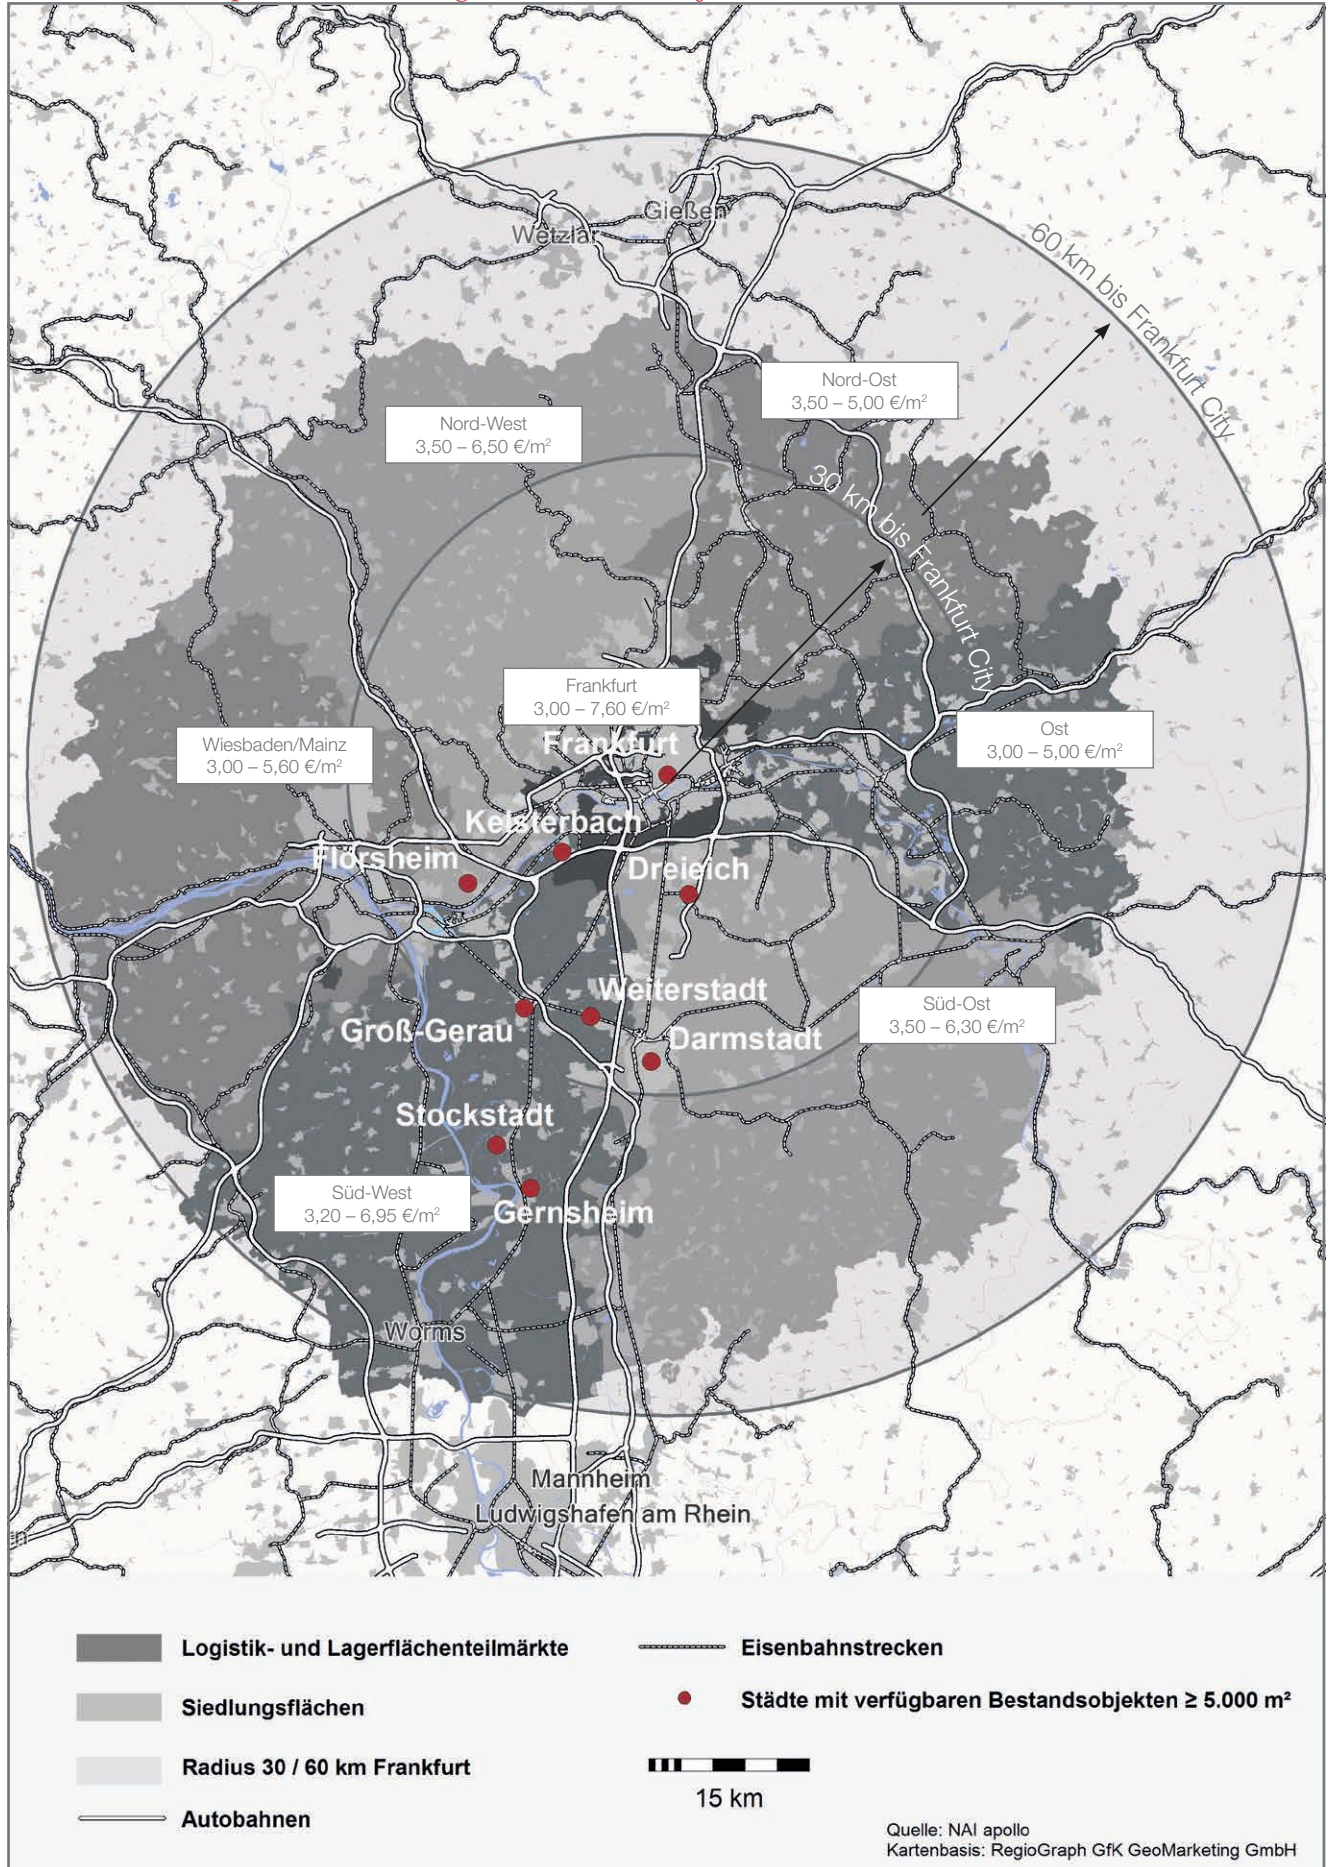 Gießen
Wetzlar
60 km bis Frankfurt City
Nord-Ost
3,50 – 5,00 €/m²
Nord-West
3,50 – 6,50 €/m²
30 km bis Frankfurt City
Frankfurt
3,00 – 7,60 €/m²
Wiesbaden/Mainz
3,00 – 5,60 €/m²
Ost
3,00 – 5,00 €/m²
Frankfurt
Kelsterbach
Flörsheim
Dreieich
Weiterstadt
Süd-Ost
3,50 – 6,30 €/m²
Groß-Gerau
Darmstadt
Stockstadt
Süd-West
3,20 – 6,95 €/m²
Gernsheim
Worms
Mannheim
Ludwigshafen am Rhein
Logistik- und Lagerflächenteilmärkte
Siedlungsflächen
Radius 30 / 60 km Frankfurt
Autobahnen
Eisenbahnstrecken
Städte mit verfügbaren Bestandsobjekten ≥ 5.000 m²
15 km
Quelle: NAI apollo
Kartenbasis: RegioGraph GfK GeoMarketing GmbH